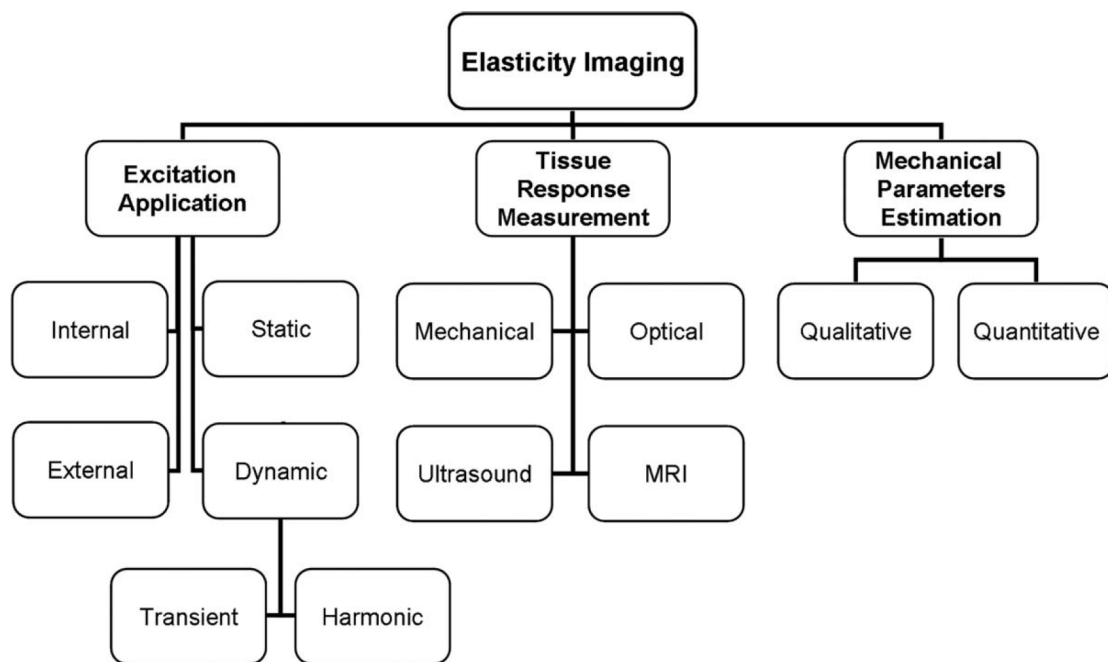 Elasticity Imaging
Excitation
Application
Tissue
Response
Measurement
Mechanical
Parameters
Estimation
Internal
Static
Mechanical
Optical
Qualitative
Quantitative
External
Dynamic
Ultrasound
MRI
Transient
Harmonic